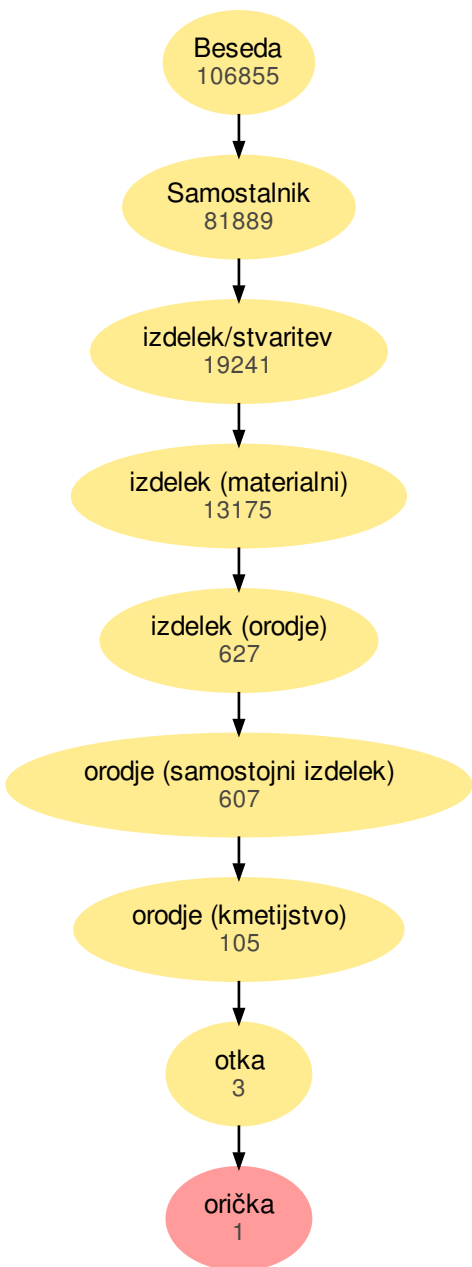 Beseda
106855
Samostalnik
81889
izdelek/stvaritev
19241
izdelek (materialni)
13175
izdelek (orodje)
627
orodje (samostojni izdelek)
607
orodje (kmetijstvo)
105
otka
3
orička
1